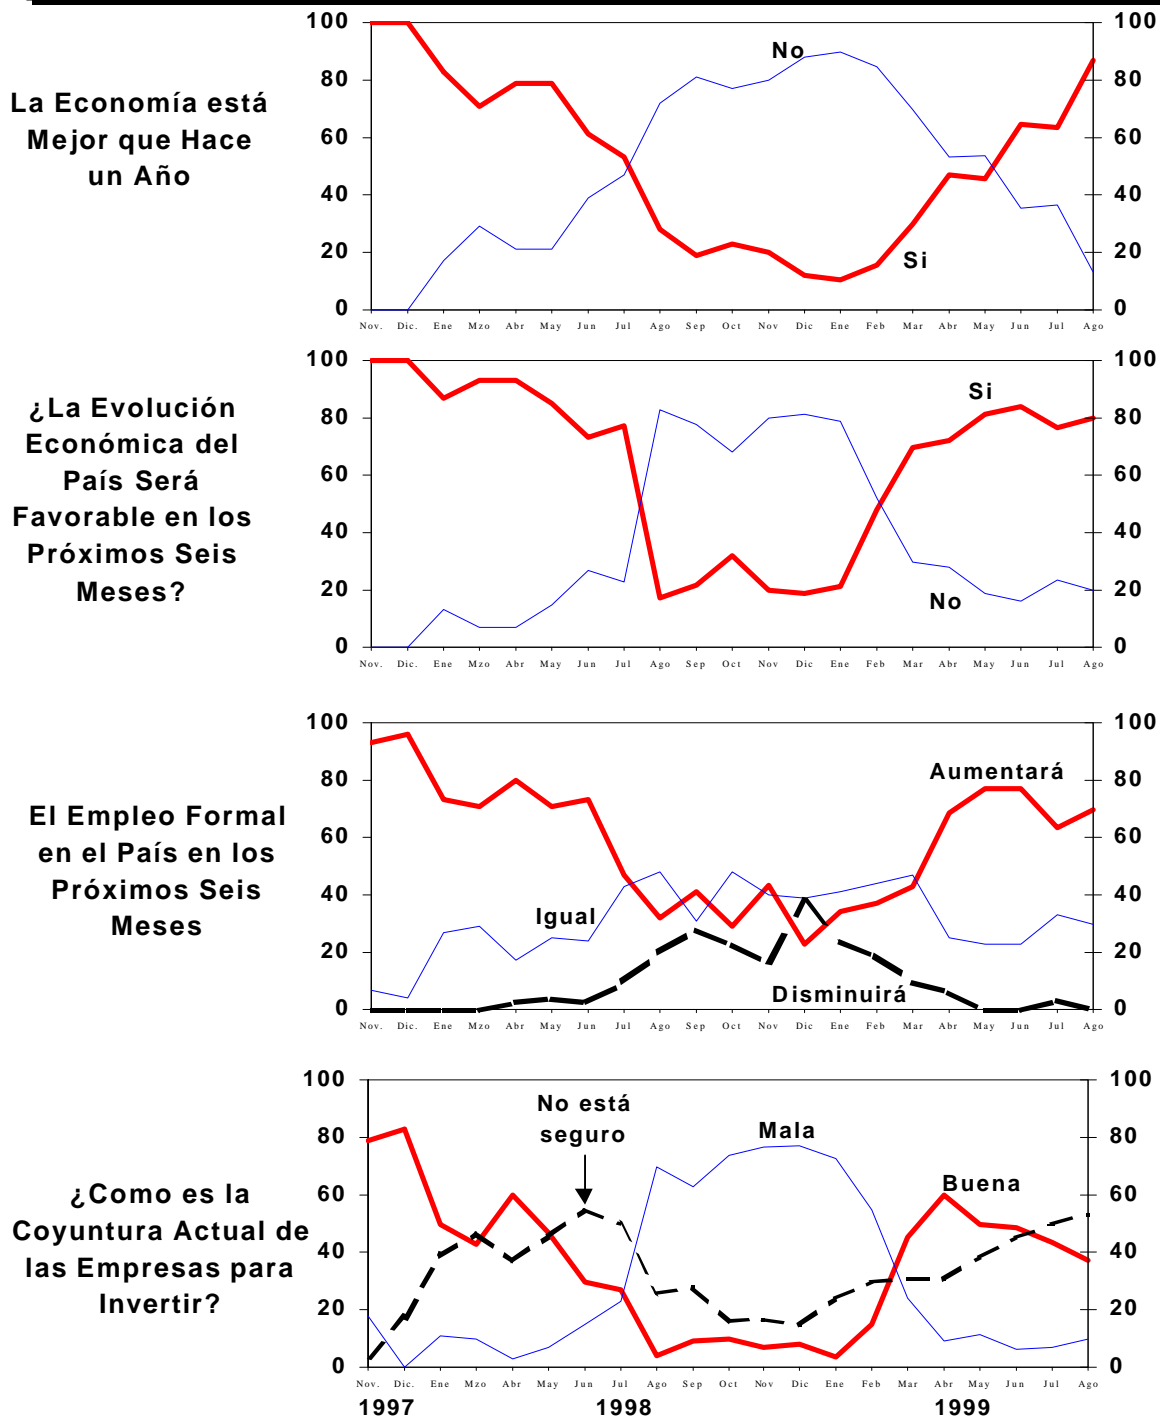 La Economía está
Mejor que Hace
un Año
100 100
80 80
60 60
40 40
20 20
0 0
No
Si
Nov. Dic. Ene Mzo Abr May Jun Jul Ago Sep Oct Nov Dic Ene Feb Mar Abr May Jun Jul Ago
¿La Evolución
Económica del
País Será
Favorable en los
Próximos Seis
Meses?
100 100
80 80
60 60
40 40
20 20
0 0
Si
No
Nov. Dic. Ene Mzo Abr May Jun Jul Ago Sep Oct Nov Dic Ene Feb Mar Abr May Jun Jul Ago
El Empleo Formal
en el País en los
Próximos Seis
Meses
100 100
80 80
60 60
40 40
20 20
0 0
Aumentará
Igual
Disminuirá
Nov. Dic. Ene Mzo Abr May Jun Jul Ago Sep Oct Nov Dic Ene Feb Mar Abr May Jun Jul Ago
¿Como es la
Coyuntura Actual de
las Empresas para
Invertir?
100 100
80 80
60 60
40 40
20 20
0 0
No está
seguro
Mala
Buena
Nov. Dic. Ene Mzo Abr May Jun Jul Ago Sep Oct Nov Dic Ene Feb Mar Abr May Jun Jul Ago
1997 1998 1999